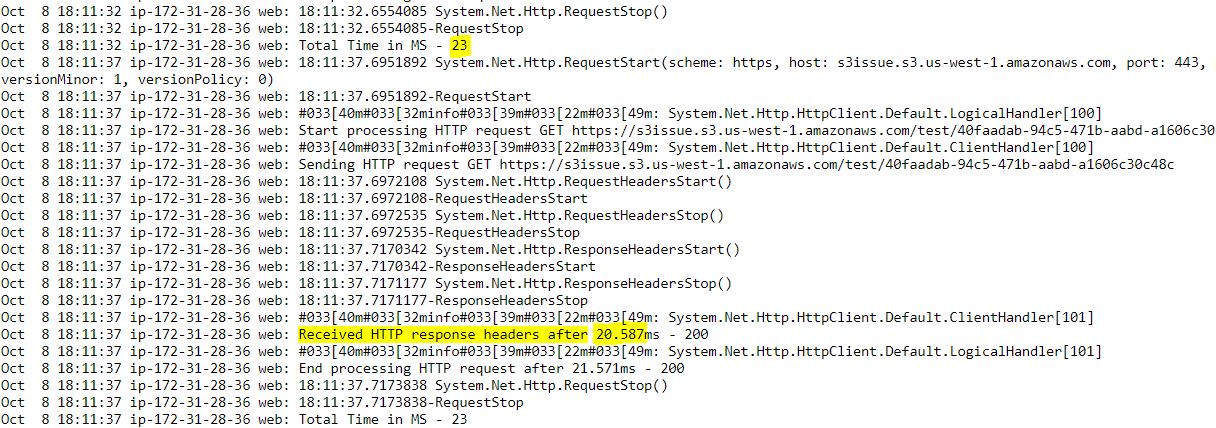 Oct  8 18:11:32 ip-172-31-28-36 web: 18:11:32.6554085 System.Net.Http.RequestStop()
Oct  8 18:11:32 ip-172-31-28-36 web: 18:11:32.6554085-RequestStop
Oct  8 18:11:32 ip-172-31-28-36 web: Total Time in MS - 23
Oct  8 18:11:37 ip-172-31-28-36 web: 18:11:37.6951892 System.Net.Http.RequestStart(scheme: https, host: s3issue.s3.us-west-1.amazonaws.com, port: 443,
versionMinor: 1, versionPolicy: 0)
Oct  8 18:11:37 ip-172-31-28-36 web: 18:11:37.6951892-RequestStart
Oct  8 18:11:37 ip-172-31-28-36 web: #033[40m#033[32minfo#033[39m#033[22m#033[49m: System.Net.Http.HttpClient.Default.LogicalHandler[100]
Oct  8 18:11:37 ip-172-31-28-36 web: Start processing HTTP request GET https://s3issue.s3.us-west-1.amazonaws.com/test/40faadab-94c5-471b-aabd-a1606c30
Oct  8 18:11:37 ip-172-31-28-36 web: #033[40m#033[32minfo#033[39m#033[22m#033[49m: System.Net.Http.HttpClient.Default.ClientHandler[100]
Oct  8 18:11:37 ip-172-31-28-36 web: Sending HTTP request GET https://s3issue.s3.us-west-1.amazonaws.com/test/40faadab-94c5-471b-aabd-a1606c30c48c
Oct  8 18:11:37 ip-172-31-28-36 web: 18:11:37.6972108 System.Net.Http.RequestHeadersStart()
Oct  8 18:11:37 ip-172-31-28-36 web: 18:11:37.6972108-RequestHeadersStart
Oct  8 18:11:37 ip-172-31-28-36 web: 18:11:37.6972535 System.Net.Http.RequestHeadersStop()
Oct  8 18:11:37 ip-172-31-28-36 web: 18:11:37.6972535-RequestHeadersStop
Oct  8 18:11:37 ip-172-31-28-36 web: 18:11:37.7170342 System.Net.Http.ResponseHeadersStart()
Oct  8 18:11:37 ip-172-31-28-36 web: 18:11:37.7170342-ResponseHeadersStart
Oct  8 18:11:37 ip-172-31-28-36 web: 18:11:37.7171177 System.Net.Http.ResponseHeadersStop()
Oct  8 18:11:37 ip-172-31-28-36 web: 18:11:37.7171177-ResponseHeadersStop
Oct  8 18:11:37 ip-172-31-28-36 web: #033[40m#033[32minfo#033[39m#033[22m#033[49m: System.Net.Http.HttpClient.Default.ClientHandler[101]
Oct  8 18:11:37 ip-172-31-28-36 web: Received HTTP response headers after 20.587ms - 200
Oct  8 18:11:37 ip-172-31-28-36 web: #033[40m#033[32minfo#033[39m#033[22m#033[49m: System.Net.Http.HttpClient.Default.LogicalHandler[101]
Oct  8 18:11:37 ip-172-31-28-36 web: End processing HTTP request after 21.571ms - 200
Oct  8 18:11:37 ip-172-31-28-36 web: 18:11:37.7173838 System.Net.Http.RequestStop()
Oct  8 18:11:37 ip-172-31-28-36 web: 18:11:37.7173838-RequestStop
Oct  8 18:11:37 ip-172-31-28-36 web: Total Time in MS - 23